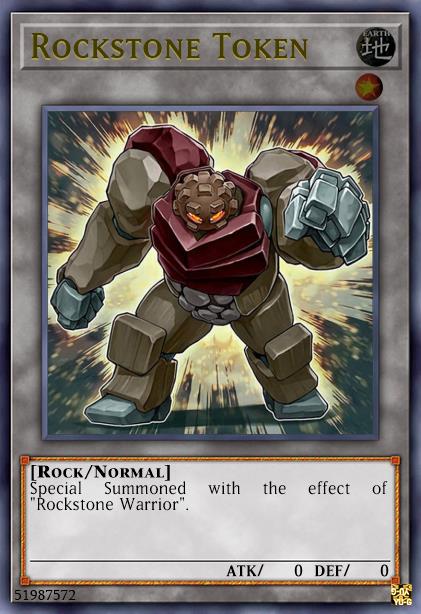 ROCKSTONE TOKEN
EARTH
地
[ROCK/NORMAL]
Special Summoned with the effect of
"Rockstone Warrior".
ATK/ 0 DEF/ 0
51987572